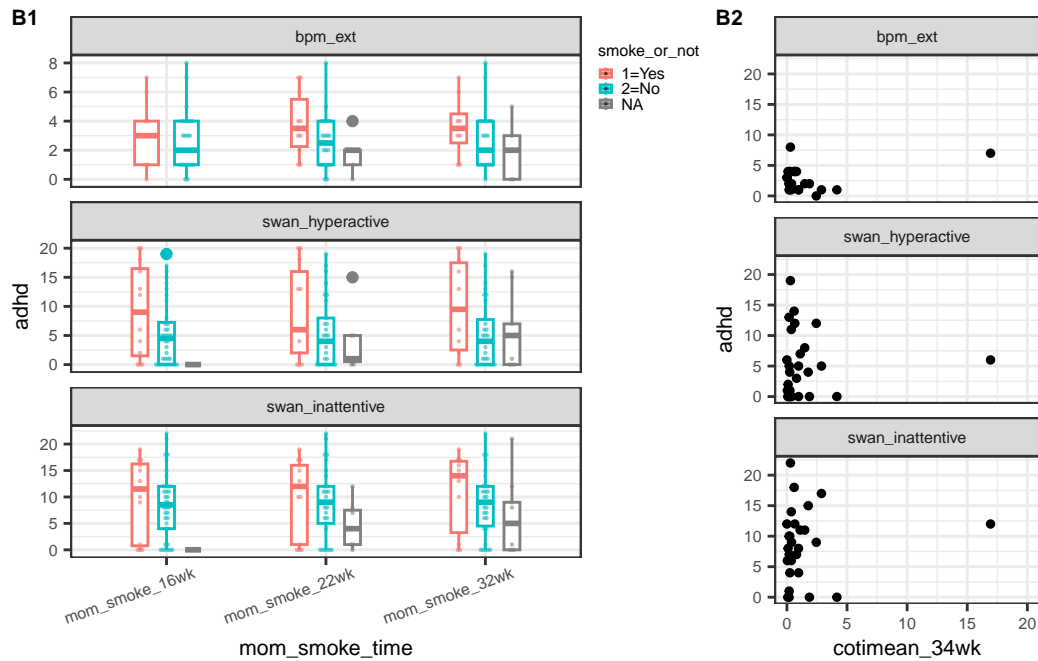 B1
bpm_ext
8
6
4
2
0
swan_hyperactive
20
15
10
5
0
swan_inattentive
20
15
10
5
0
adhd
mom_smoke_16wk
mom_smoke_22wk
mom_smoke_32wk
mom_smoke_time
smoke_or_not
1=Yes
2=No
NA
B2
bpm_ext
20
15
10
5
0
swan_hyperactive
20
15
10
5
0
swan_inattentive
20
15
10
5
0
adhd
0 5 10 15 20
cotimean_34wk